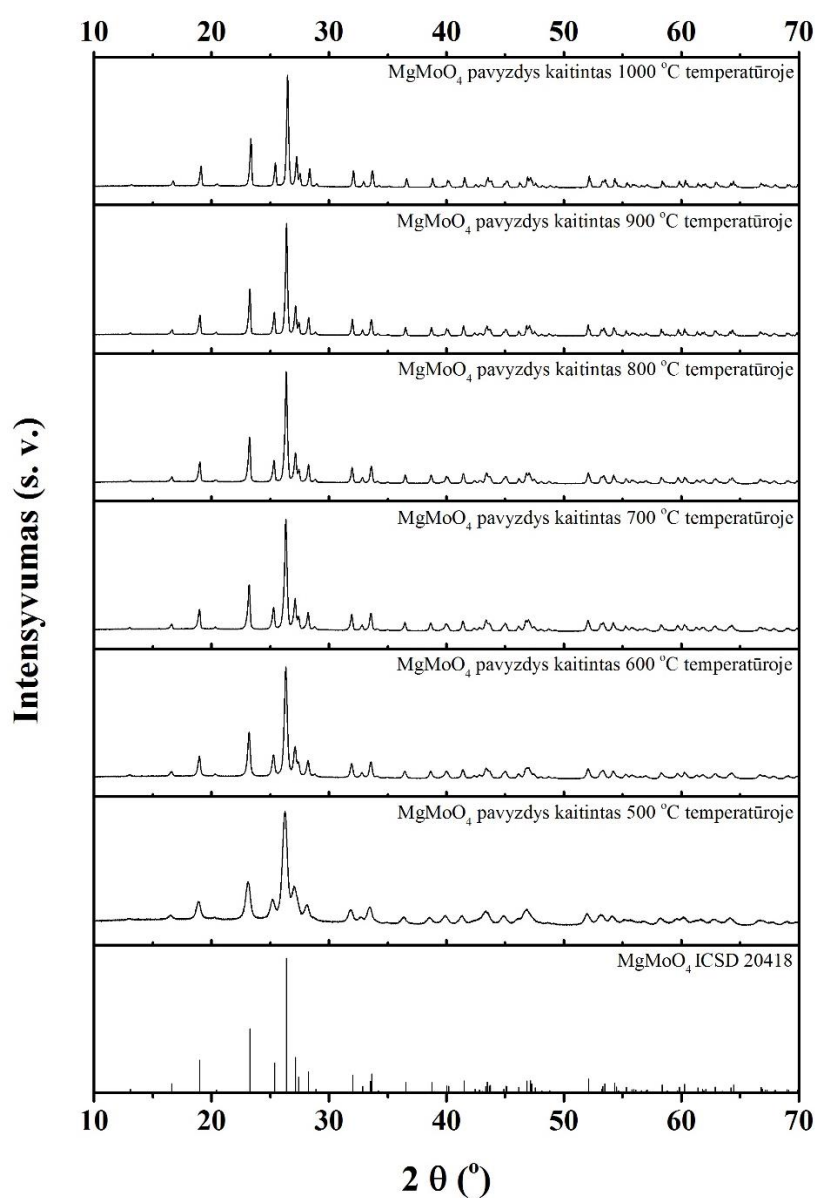 10 20 30 40 50 60 70
MgMoO₄ pavyzdys kaitintas 1000 °C temperatūroje
MgMoO₄ pavyzdys kaitintas 900 °C temperatūroje
MgMoO₄ pavyzdys kaitintas 800 °C temperatūroje
MgMoO₄ pavyzdys kaitintas 700 °C temperatūroje
MgMoO₄ pavyzdys kaitintas 600 °C temperatūroje
MgMoO₄ pavyzdys kaitintas 500 °C temperatūroje
MgMoO₄ ICSD 20418
Intensyvumas (s. v.)
10 20 30 40 50 60 70
2 θ (°)